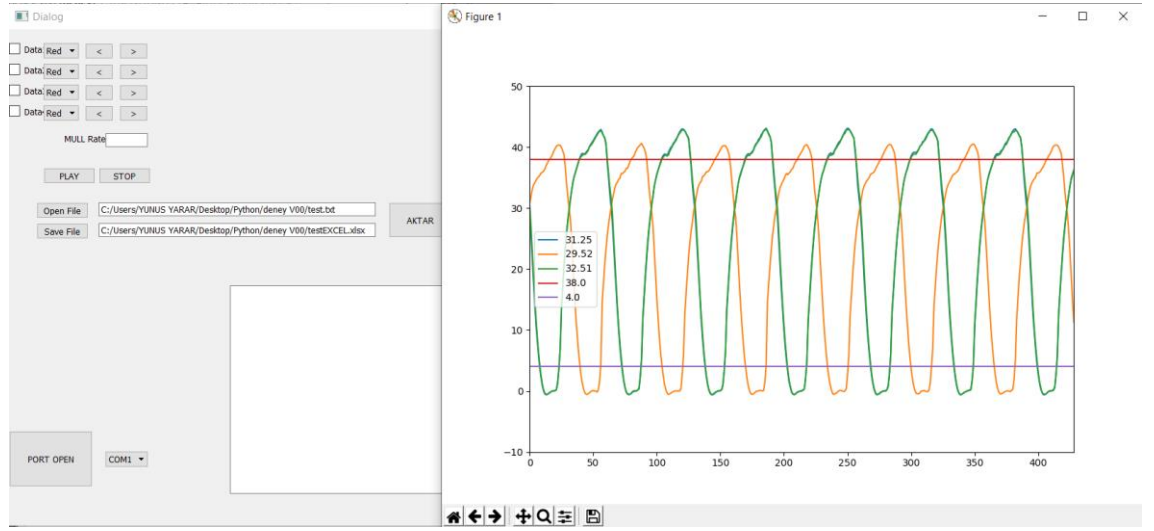 Dialog
Data Red < >
Data Red < >
Data Red < >
Data Red < >
MULL Rate
PLAY STOP
Open File C:/Users/YUNUS YARAR/Desktop/Python/deney V00/test.txt
Save File C:/Users/YUNUS YARAR/Desktop/Python/deney V00/testEXCEL.xlsx
AKTAR
PORT OPEN COM1
Figure 1
50
40
30
20
10
0
−10
31.25
29.52
32.51
38.0
4.0
0 50 100 150 200 250 300 350 400